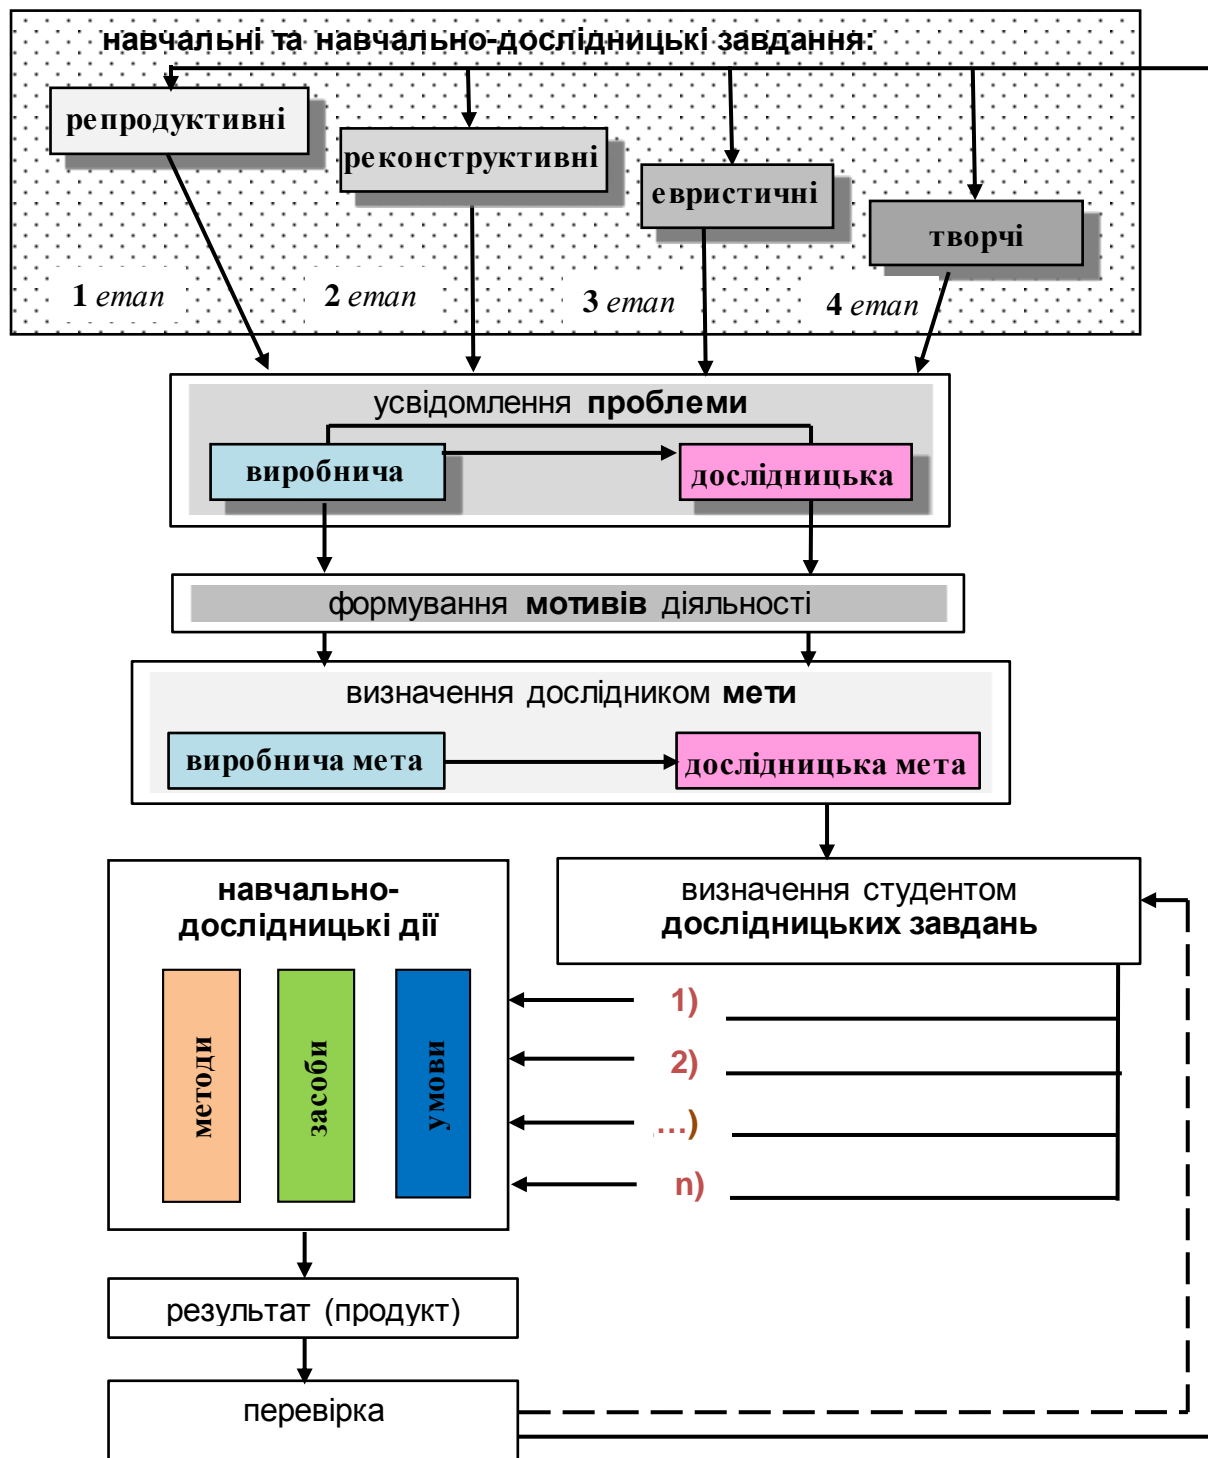 навчальні та навчально-дослідницькі завдання:
репродуктивні
реконструктивні
евристичні
творчі
1 етап
2 етап
3 етап
4 етап
усвідомлення проблеми
виробнича
дослідницька
формування мотивів діяльності
визначення дослідником мети
виробнича мета
дослідницька мета
навчально-
дослідницькі дії
методи
засоби
умови
визначення студентом
дослідницьких завдань
1)
2)
...)
n)
результат (продукт)
перевірка